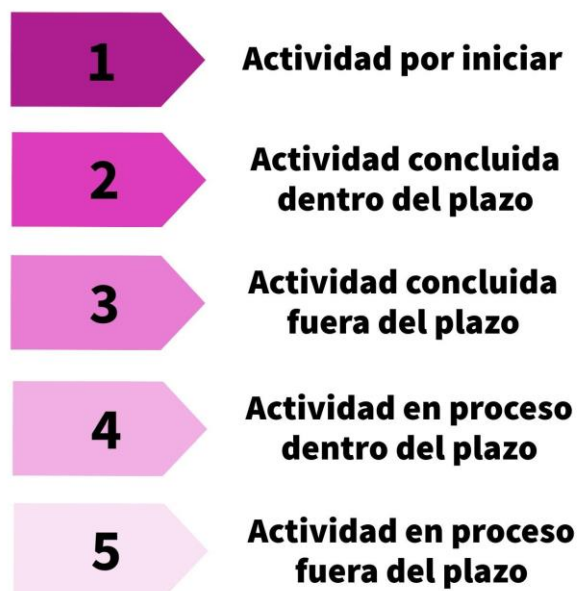 1
Actividad por iniciar
2
Actividad concluida
dentro del plazo
3
Actividad concluida
fuera del plazo
4
Actividad en proceso
dentro del plazo
5
Actividad en proceso
fuera del plazo